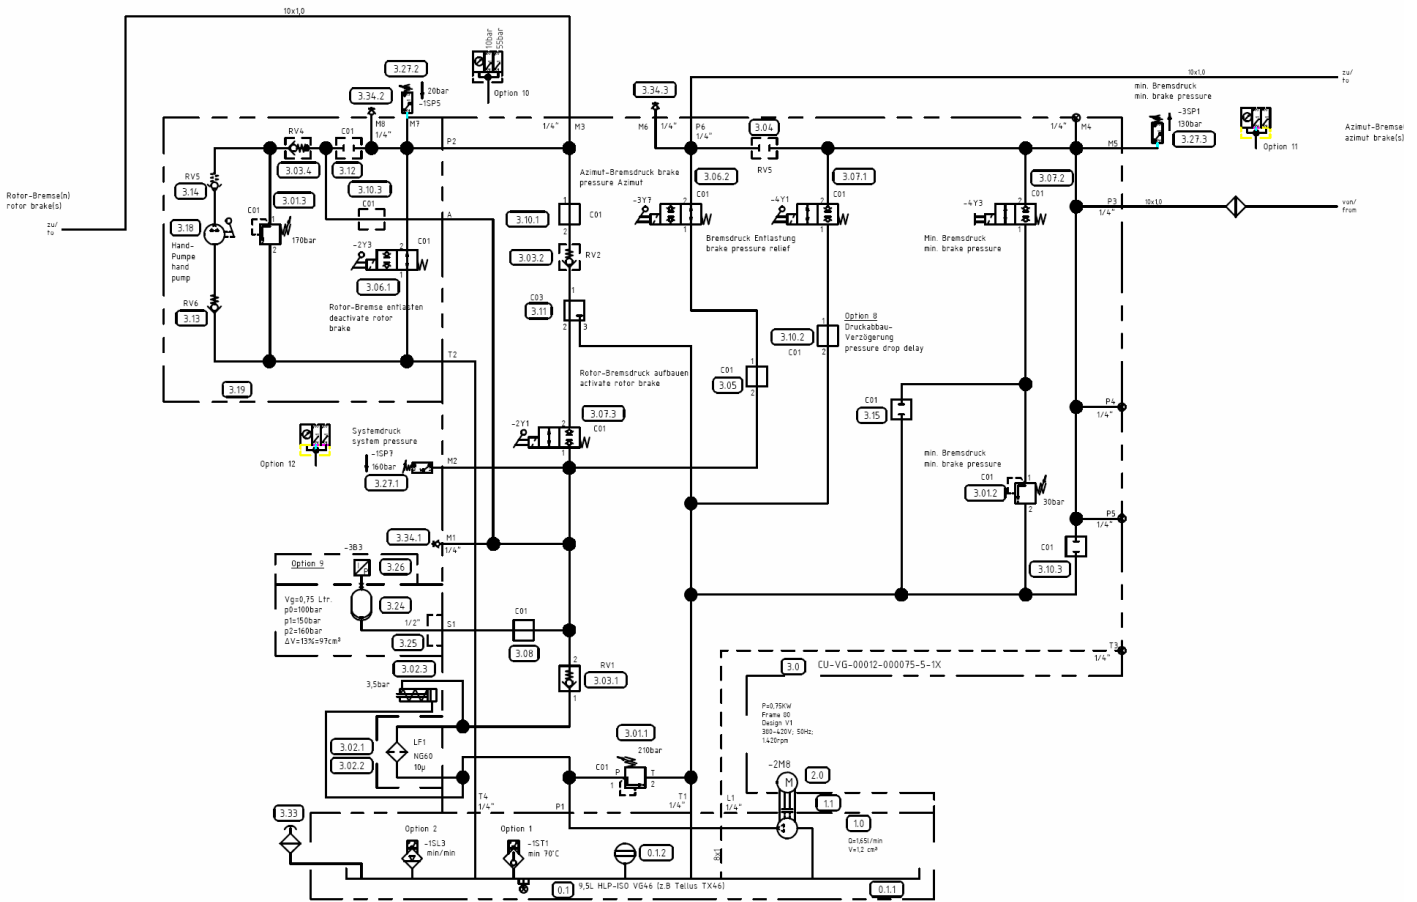 10x1,0
10bar
55bar
3.27.2
Option 10
20bar
-1SP5
3.34.2
M8
1/4"
M7
3.34.3
M6
1/4"
P6
1/4"
1/4"
M3
P2
3.04
RV5
10x1,0
zu/
to
min. Bremsdruck
min. brake pressure
-3SP1
130bar
3.27.3
1/4"
M4
M5
Option 11
Azimut-Bremse
azimut brake(s)
RV4
C01
3.03.4
3.12
RV5
3.14
3.01.3
3.10.3
C01
C01
170bar
A
3.18
Hand-
Pumpe
hand
pump
-2Y3
C01
3.06.1
RV6
3.13
Rotor-Bremse entlasten
deactivate rotor
brake
T2
3.19
Rotor-Bremse(n)
rotor brake(s)
zu/
to
Azimut-Bremsdruck brake
pressure Azimut
3.06.2
-3Y7
C01
3.07.1
-4Y1
C01
3.07.2
-4Y3
C01
Bremsdruck Entlastung
brake pressure relief
Min. Bremsdruck
min. brake pressure
P3
1/4"
10x1,0
von/
from
3.10.1
C01
3.03.2
RV2
C03
3.11
1
2
3
Option 8
Druckabbau-
Verzögerung
pressure drop delay
3.10.2
C01
1
2
C01
3.05
1
2
Rotor-Bremsdruck aufbauen
activate rotor brake
3.07.3
-2Y1
C01
C01
3.15
P4
1/4"
min. Bremsdruck
min. brake pressure
C01
3.01.2
30bar
P5
1/4"
C01
3.10.3
Option 12
Systemdruck
system pressure
-1SP7
160bar
3.27.1
M2
3.34.1
M1
1/4"
-3B3
Option 9
3.26
Vg=0,75 Ltr.
p0=100bar
p1=150bar
p2=160bar
ΔV=13%=97cm³
3.24
1/2"
3.25
S1
C01
3.08
3.02.3
3,5bar
2
RV1
3.03.1
1
3.02.1
3.02.2
LF1
NG60
10µ
3.01.1
210bar
C01
P
T
1
2
3.0
CU-VG-00012-000075-5-1X
T3
1/4"
P=0,75KW
Frame 80
Design V1
380-420V; 50Hz;
1.420rpm
-2M8
M
2.0
1.1
1.0
Q=1,65l/min
V=1,2 cm³
T4
1/4"
P1
T1
1/4"
L1
1/4"
8x1
3.33
Option 2
-1SL3
min/min
Option 1
-1ST1
min 70°C
0.1.2
0.1
9,5L HLP-ISO VG46 (z.B Tellus TX46)
0.1.1